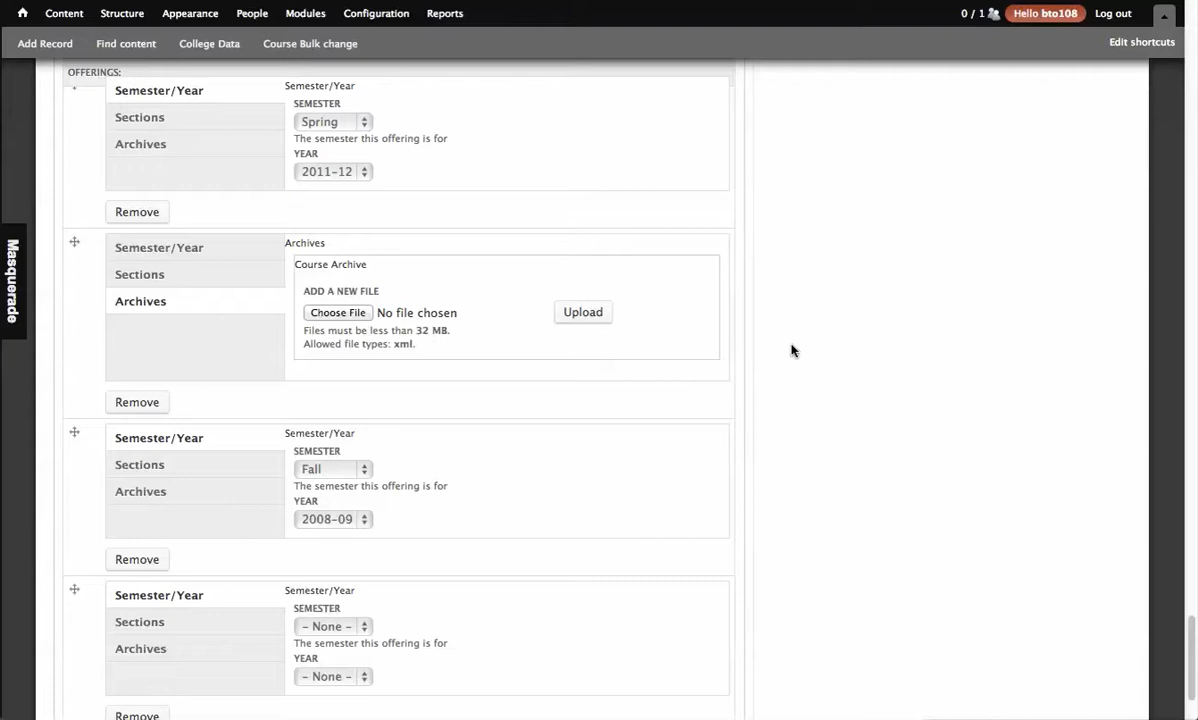 Content Structure Appearance People Modules Configuration Reports 0 / 1 Hello bto108 Log out
Add Record Find content College Data Course Bulk change Edit shortcuts
OFFERINGS:
Semester/Year Semester/Year
SEMESTER
Sections Spring
The semester this offering is for
Archives
YEAR
2011-12
Remove
Semester/Year Archives
Course Archive
Sections
ADD A NEW FILE
Archives Choose File No file chosen Upload
Files must be less than 32 MB.
Allowed file types: xml.
Masquerade
Remove
Semester/Year Semester/Year
SEMESTER
Sections Fall
The semester this offering is for
Archives
YEAR
2008-09
Remove
Semester/Year Semester/Year
SEMESTER
Sections - None -
The semester this offering is for
Archives
YEAR
- None -
Remove